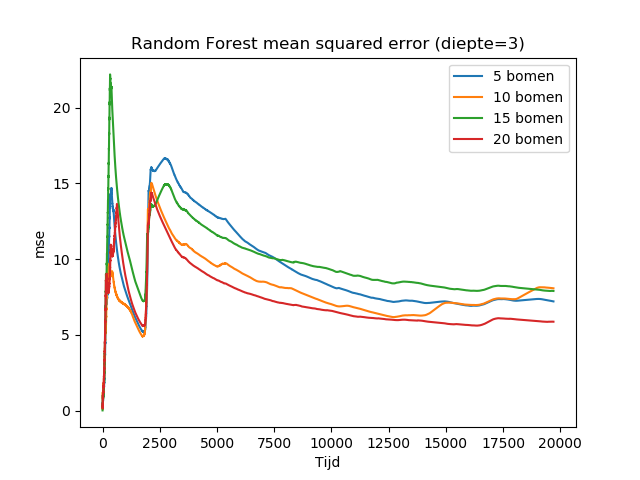 Random Forest mean squared error (diepte=3)
5 bomen
10 bomen
15 bomen
20 bomen
mse
20
15
10
5
0
0 2500 5000 7500 10000 12500 15000 17500 20000
Tijd